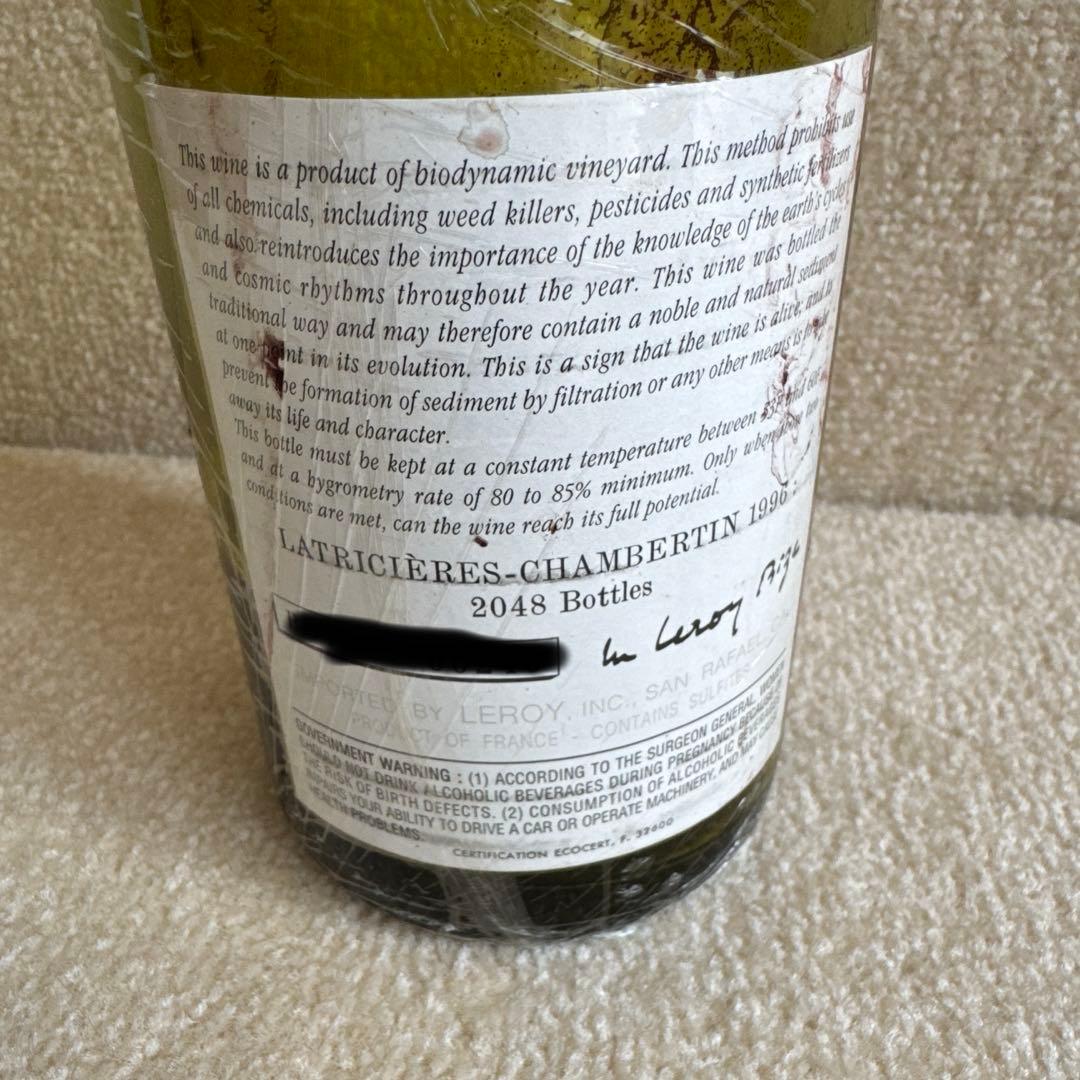 This wine is a product of biodynamic vineyard. This method prohibits use
of all chemicals, including weed killers, pesticides and synthetic fertilizers
and also reintroduces the importance of the knowledge of the earth's cycles
and cosmic rhythms throughout the year. This wine was bottled the
traditional way and may therefore contain a noble and natural sediment
at one point in its evolution. This is a sign that the wine is alive, and to
prevent the formation of sediment by filtration or any other means is to
away its life and character.
This bottle must be kept at a constant temperature between 53° and 60°
and at a hygrometry rate of 80 to 85% minimum. Only when
conditions are met, can the wine reach its full potential.
LATRICIÈRES-CHAMBERTIN 1996
2048 Bottles
Leroy
IMPORTED BY LEROY, INC., SAN RAFAEL, CA
PRODUCT OF FRANCE - CONTAINS SULFITES
GOVERNMENT WARNING : (1) ACCORDING TO THE SURGEON GENERAL, WOMEN
SHOULD NOT DRINK ALCOHOLIC BEVERAGES DURING PREGNANCY BECAUSE OF
THE RISK OF BIRTH DEFECTS. (2) CONSUMPTION OF ALCOHOLIC BEVERAGES
IMPAIRS YOUR ABILITY TO DRIVE A CAR OR OPERATE MACHINERY, AND MAY CAUSE
HEALTH PROBLEMS.
CERTIFICATION ECOCERT, F. 32600